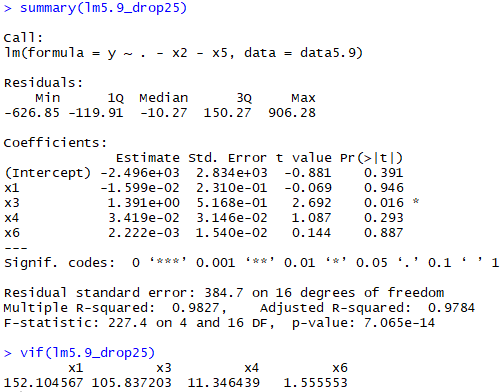 > summary(lm5.9_drop25)
Call:
lm(formula = y ~ . - x2 - x5, data = data5.9)
Residuals:
Min 1Q Median 3Q Max
-626.85 -119.91 -10.27 150.27 906.28
Coefficients:
Estimate Std. Error t value Pr(>|t|)
(Intercept) -2.496e+03 2.834e+03 -0.881 0.391
x1 -1.599e-02 2.310e-01 -0.069 0.946
x3 1.391e+00 5.168e-01 2.692 0.016 *
x4 3.419e-02 3.146e-02 1.087 0.293
x6 2.222e-03 1.540e-02 0.144 0.887
---
Signif. codes: 0 ‘***’ 0.001 ‘**’ 0.01 ‘*’ 0.05 ‘.’ 0.1 ‘ ’ 1
Residual standard error: 384.7 on 16 degrees of freedom
Multiple R-squared: 0.9827, Adjusted R-squared: 0.9784
F-statistic: 227.4 on 4 and 16 DF, p-value: 7.065e-14
> vif(lm5.9_drop25)
x1 x3 x4 x6
152.104567 105.837203 11.346439 1.555553